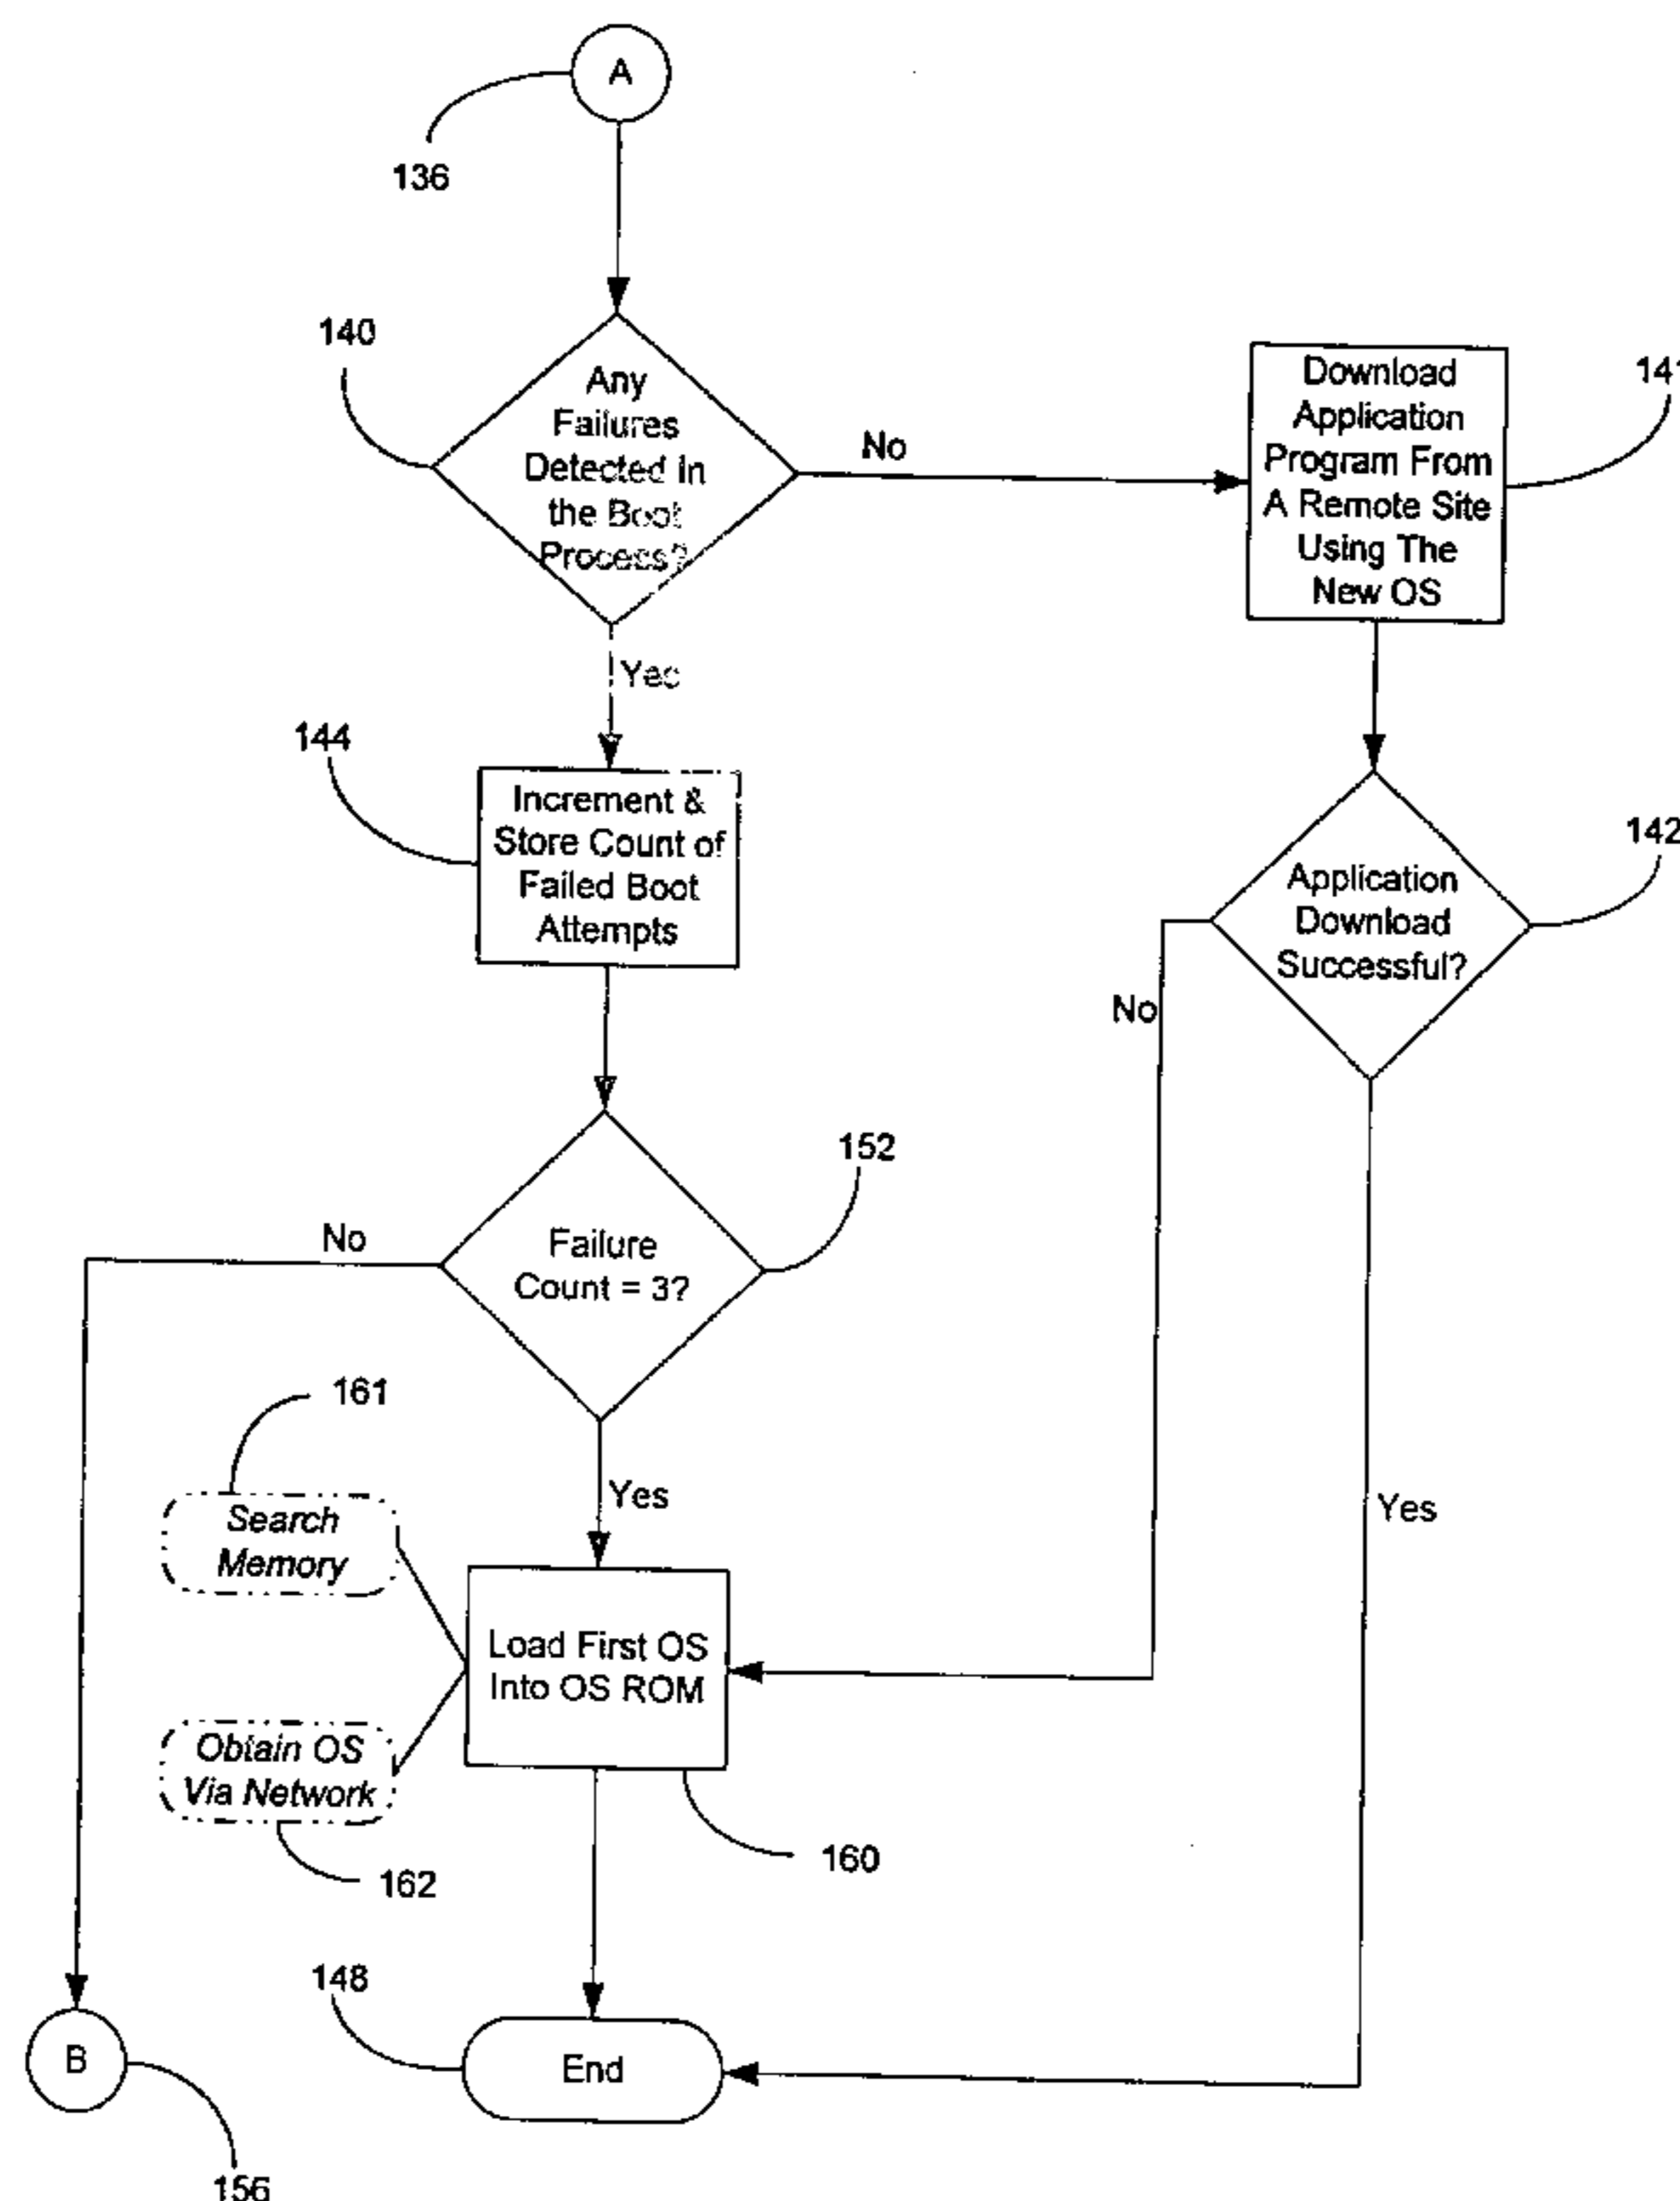 A
136
140
Any
Failures
Detected in
the Boot
Process?
No
Download
Application
Program From
A Remote Site
Using The
New OS
141
Yes
144
Increment &
Store Count of
Failed Boot
Attempts
142
Application
Download
Successful?
No
152
Failure
Count = 3?
No
161
Search
Memory
Yes
Yes
Load First OS
Into OS ROM
Obtain OS
Via Network
160
162
148
End
B
156